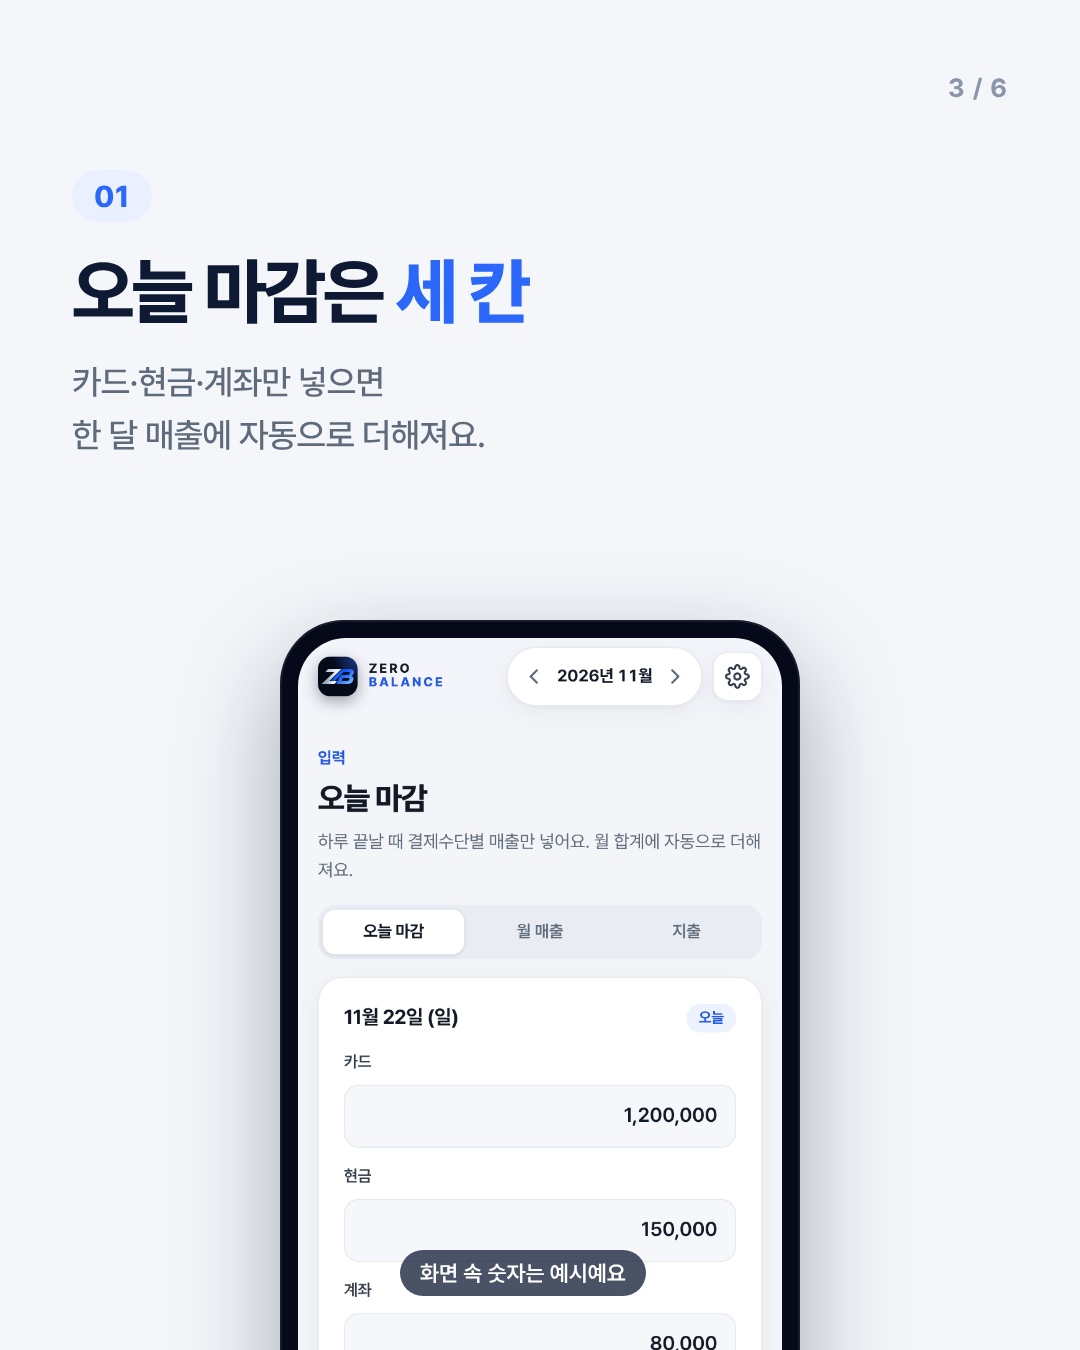 3 / 6
01
오늘 마감은 세 칸
카드·현금·계좌만 넣으면
한 달 매출에 자동으로 더해져요.
ZB
ZERO
BALANCE
2026년 11월
입력
오늘 마감
하루 끝날 때 결제수단별 매출만 넣어요. 월 합계에 자동으로 더해
져요.
오늘 마감 월 매출 지출
11월 22일 (일) 오늘
카드
1,200,000
현금
150,000
화면 속 숫자는 예시예요
계좌
80,000